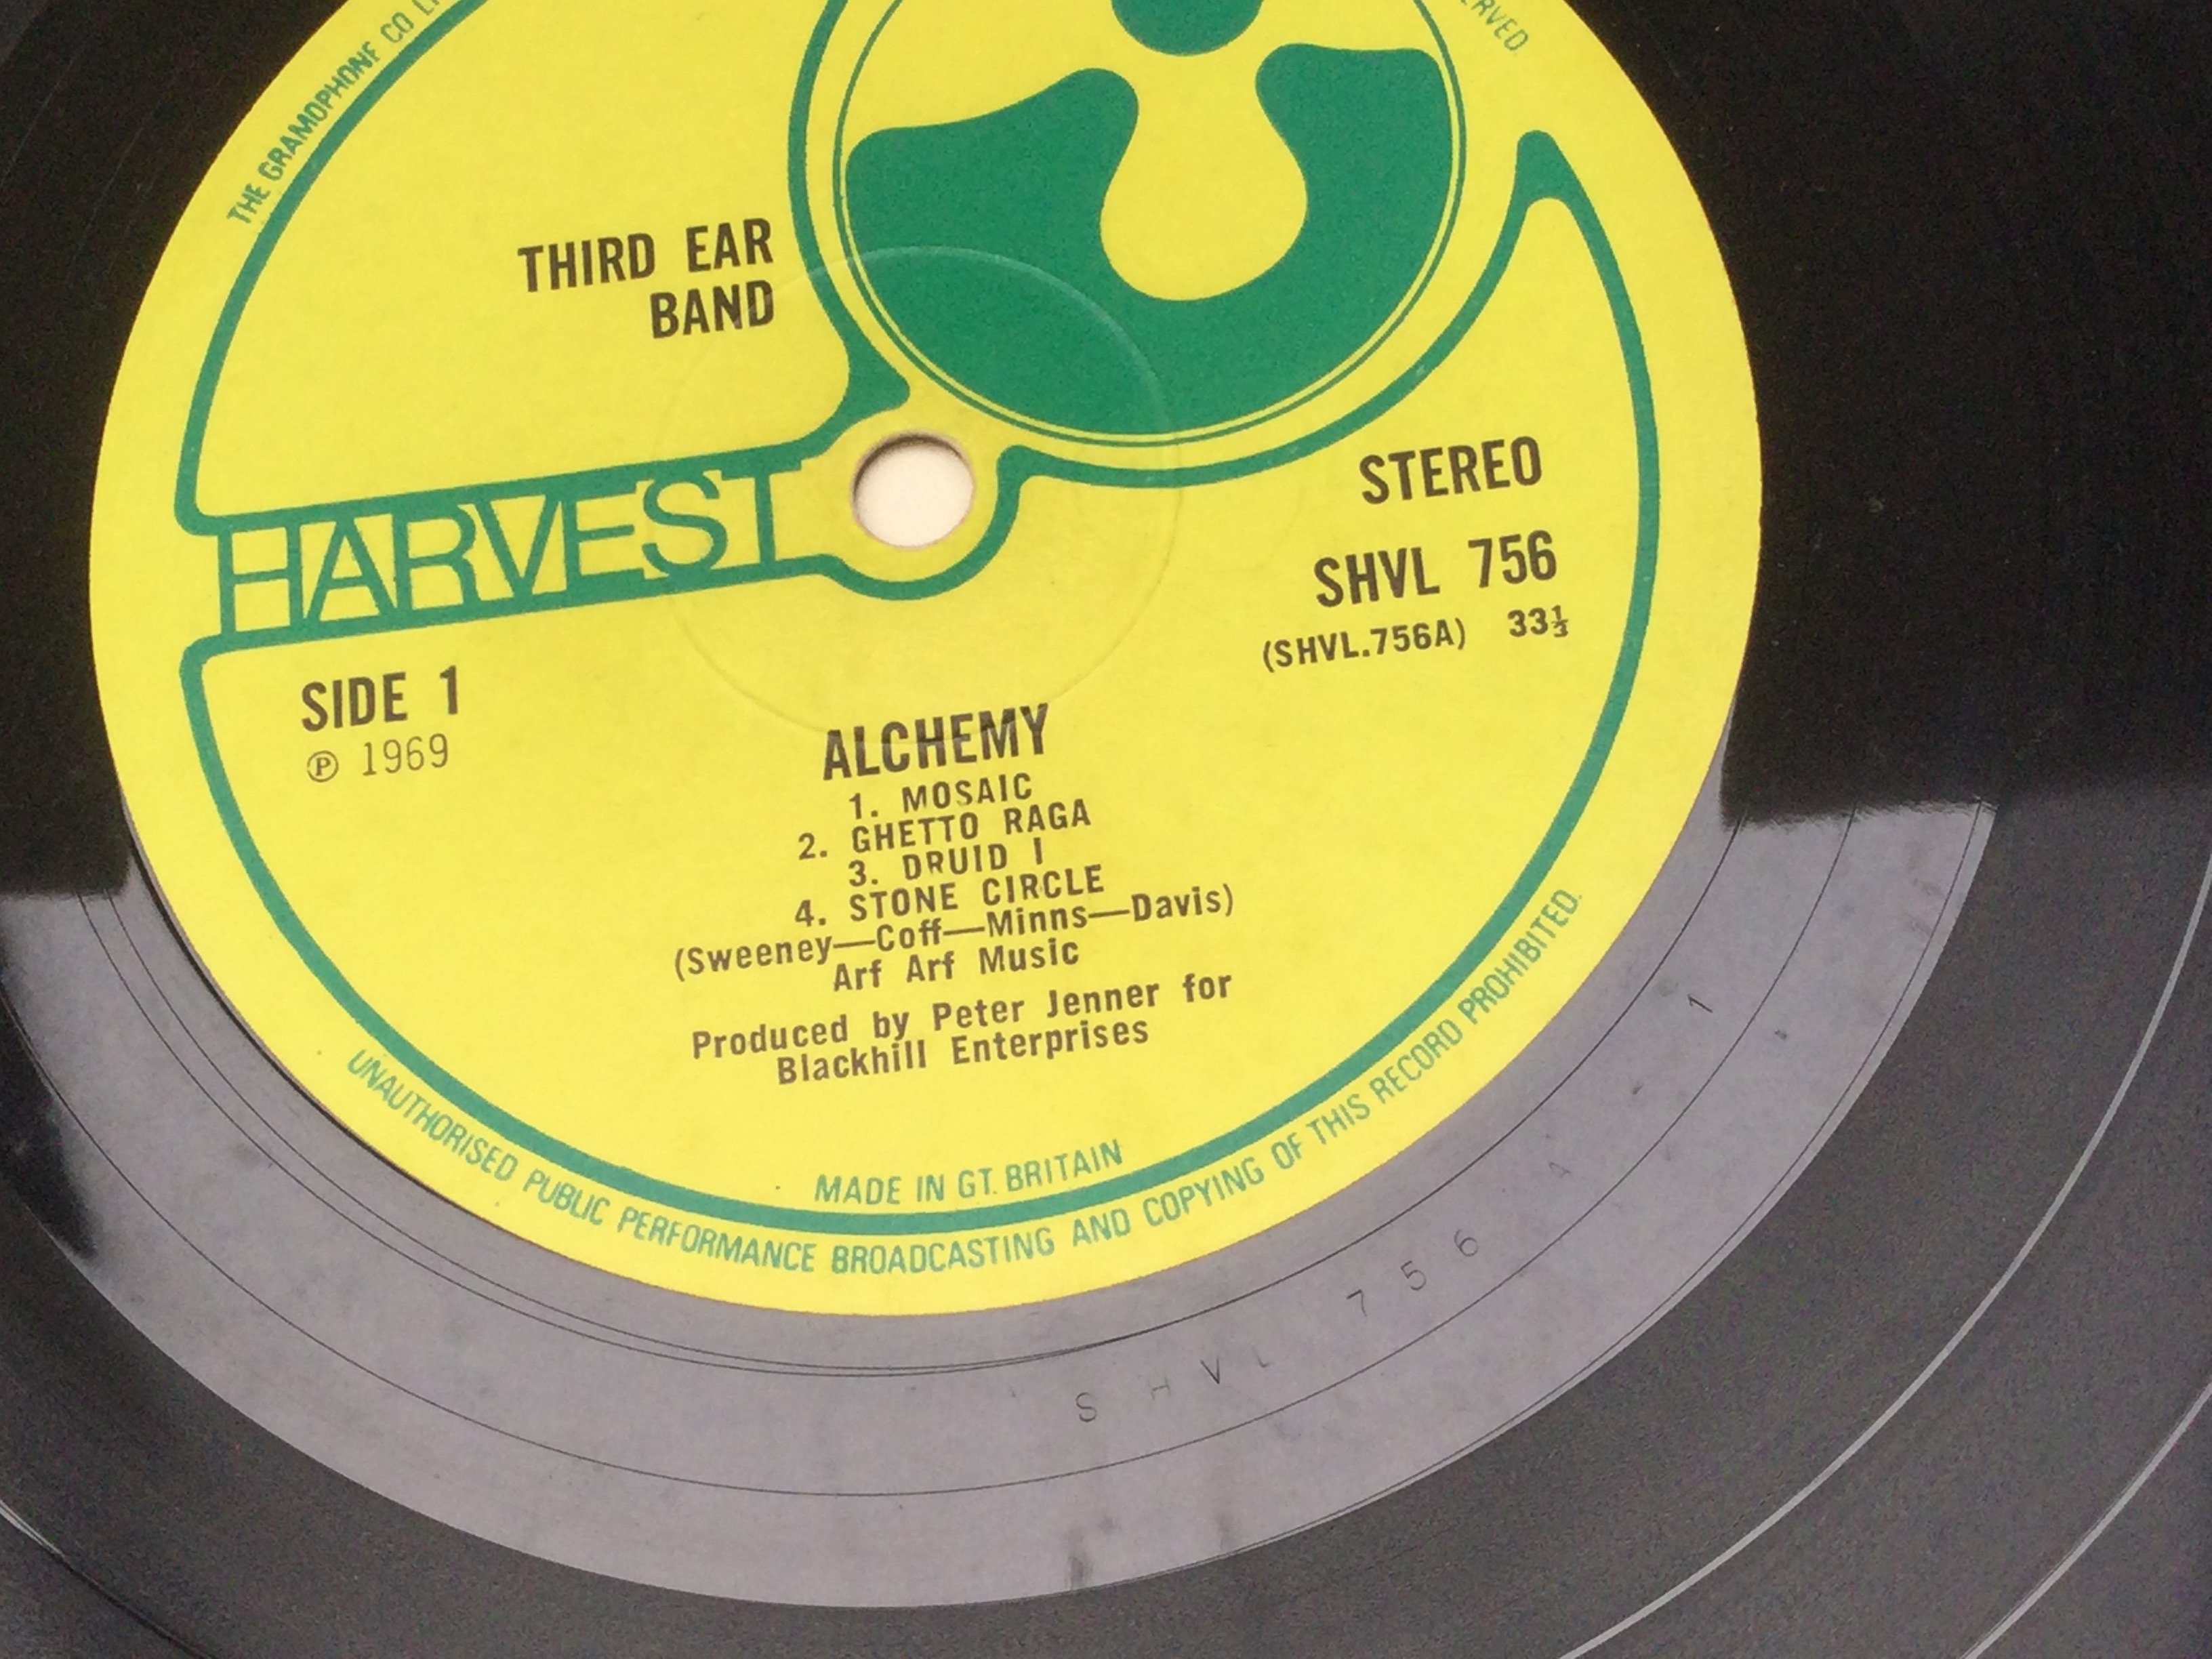 THE GRAMOPHONE CO
THIRD EAR
BAND
HARVEST
STEREO
SHVL 756
(SHVL.756A) 33⅓
SIDE 1
℗ 1969
ALCHEMY
1. MOSAIC
2. GHETTO RAGA
3. DRUID I
4. STONE CIRCLE
(Sweeney—Coff—Minns—Davis)
Arf Arf Music
Produced by Peter Jenner for
Blackhill Enterprises
MADE IN GT. BRITAIN
UNAUTHORISED PUBLIC PERFORMANCE BROADCASTING AND COPYING OF THIS RECORD PROHIBITED.
SHVL 756 A 1